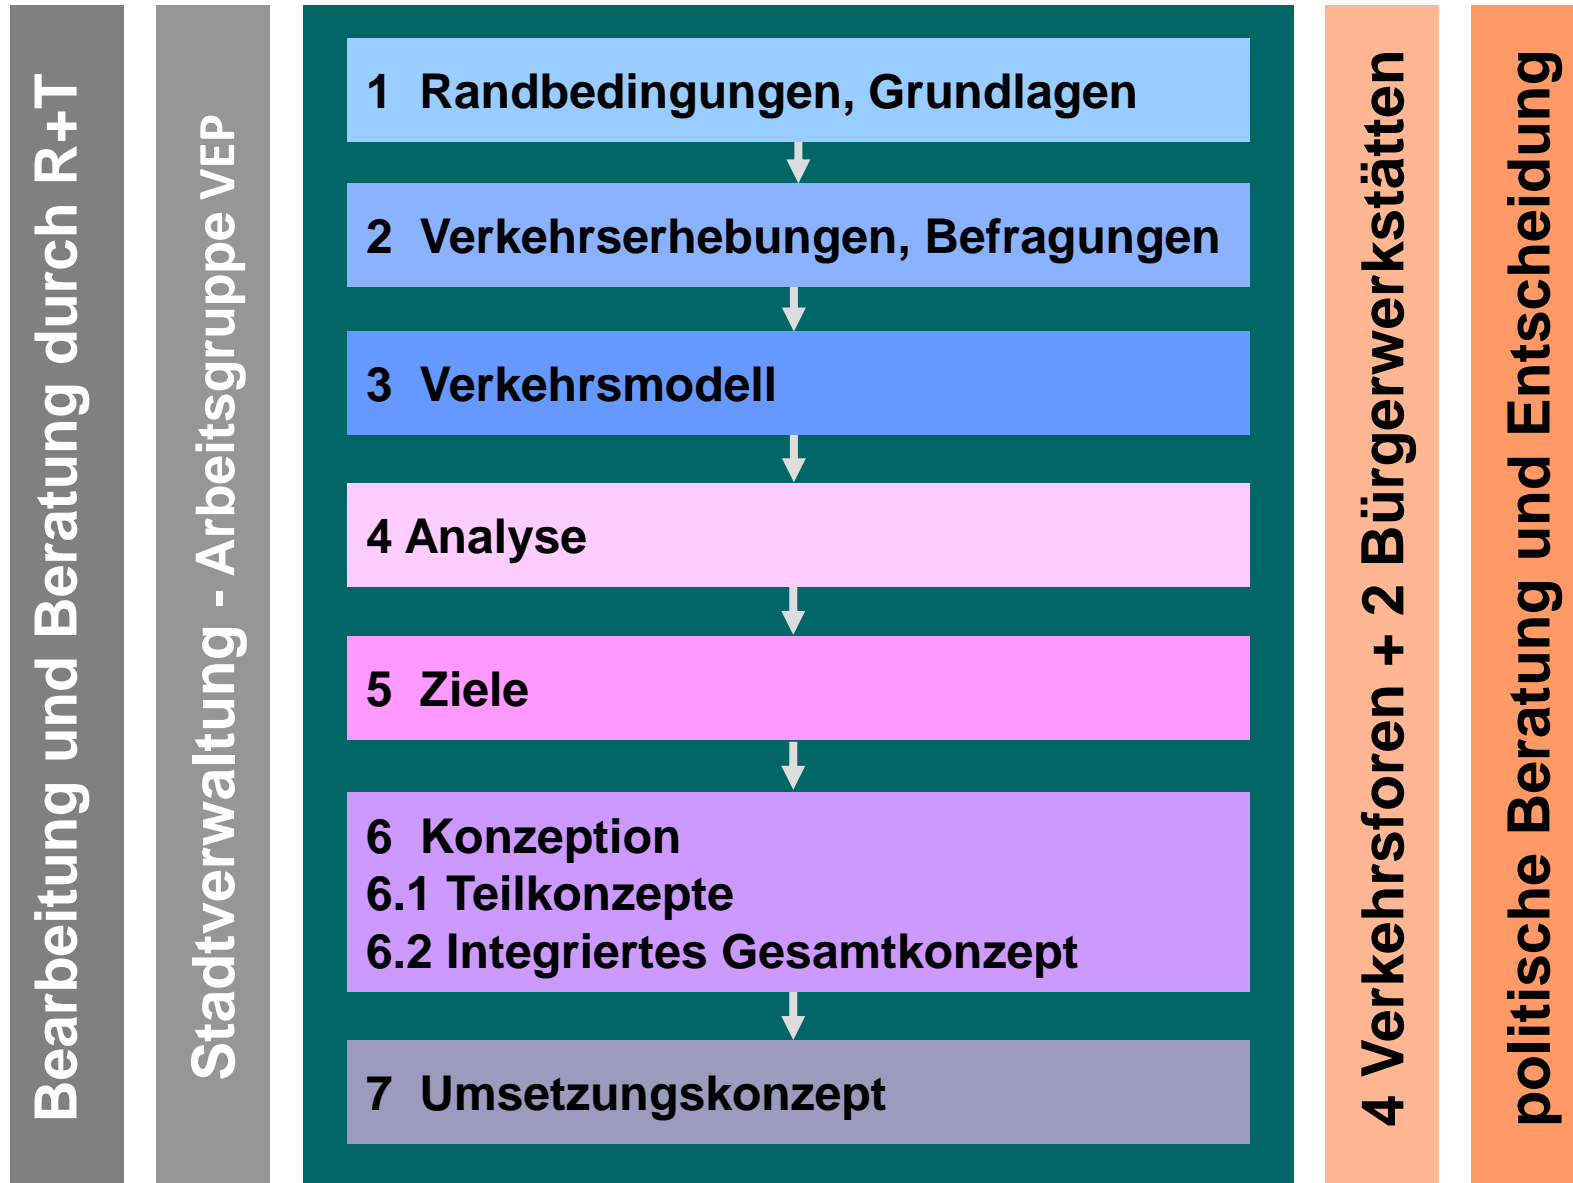 Bearbeitung und Beratung durch R+T
Stadtverwaltung - Arbeitsgruppe VEP
1 Randbedingungen, Grundlagen
2 Verkehrserhebungen, Befragungen
3 Verkehrsmodell
4 Analyse
5 Ziele
6 Konzeption
6.1 Teilkonzepte
6.2 Integriertes Gesamtkonzept
7 Umsetzungskonzept
4 Verkehrsforen + 2 Bürgerwerkstätten
politische Beratung und Entscheidung